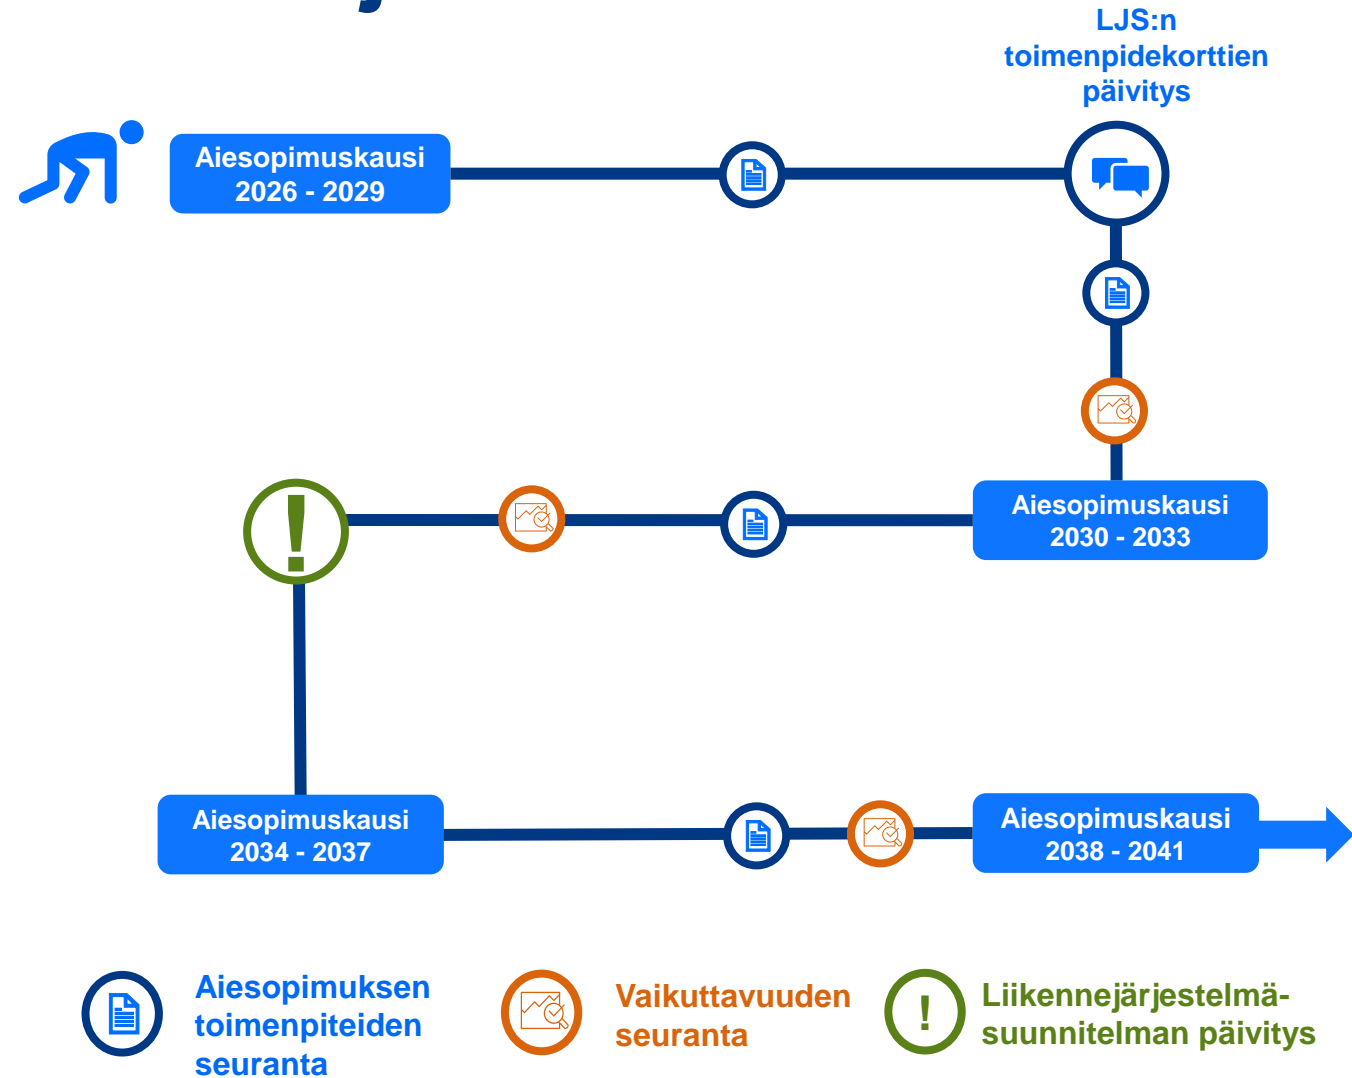 LJS:n
toimenpidekorttien
päivitys
Aiesopimuskausi
2026 - 2029
Aiesopimuskausi
2030 - 2033
!
Aiesopimuskausi
2034 - 2037
Aiesopimuskausi
2038 - 2041
Aiesopimuksen
toimenpiteiden
seuranta
Vaikuttavuuden
seuranta
!
Liikennejärjestelmä-
suunnitelman päivitys